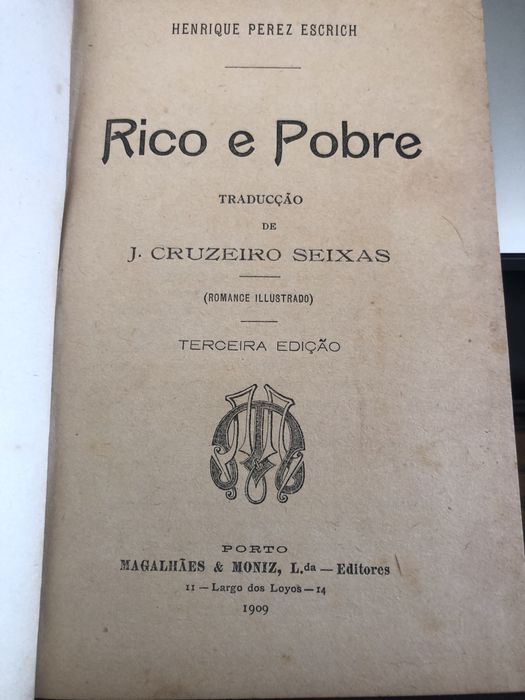 HENRIQUE PEREZ ESCRICH
Rico e Pobre
TRADUCÇÃO
DE
J. CRUZEIRO SEIXAS
(ROMANCE ILLUSTRADO)
TERCEIRA EDIÇÃO
PORTO
MAGALHÃES & MONIZ, L.da — Editores
11 — Largo dos Loyos — 14
1909